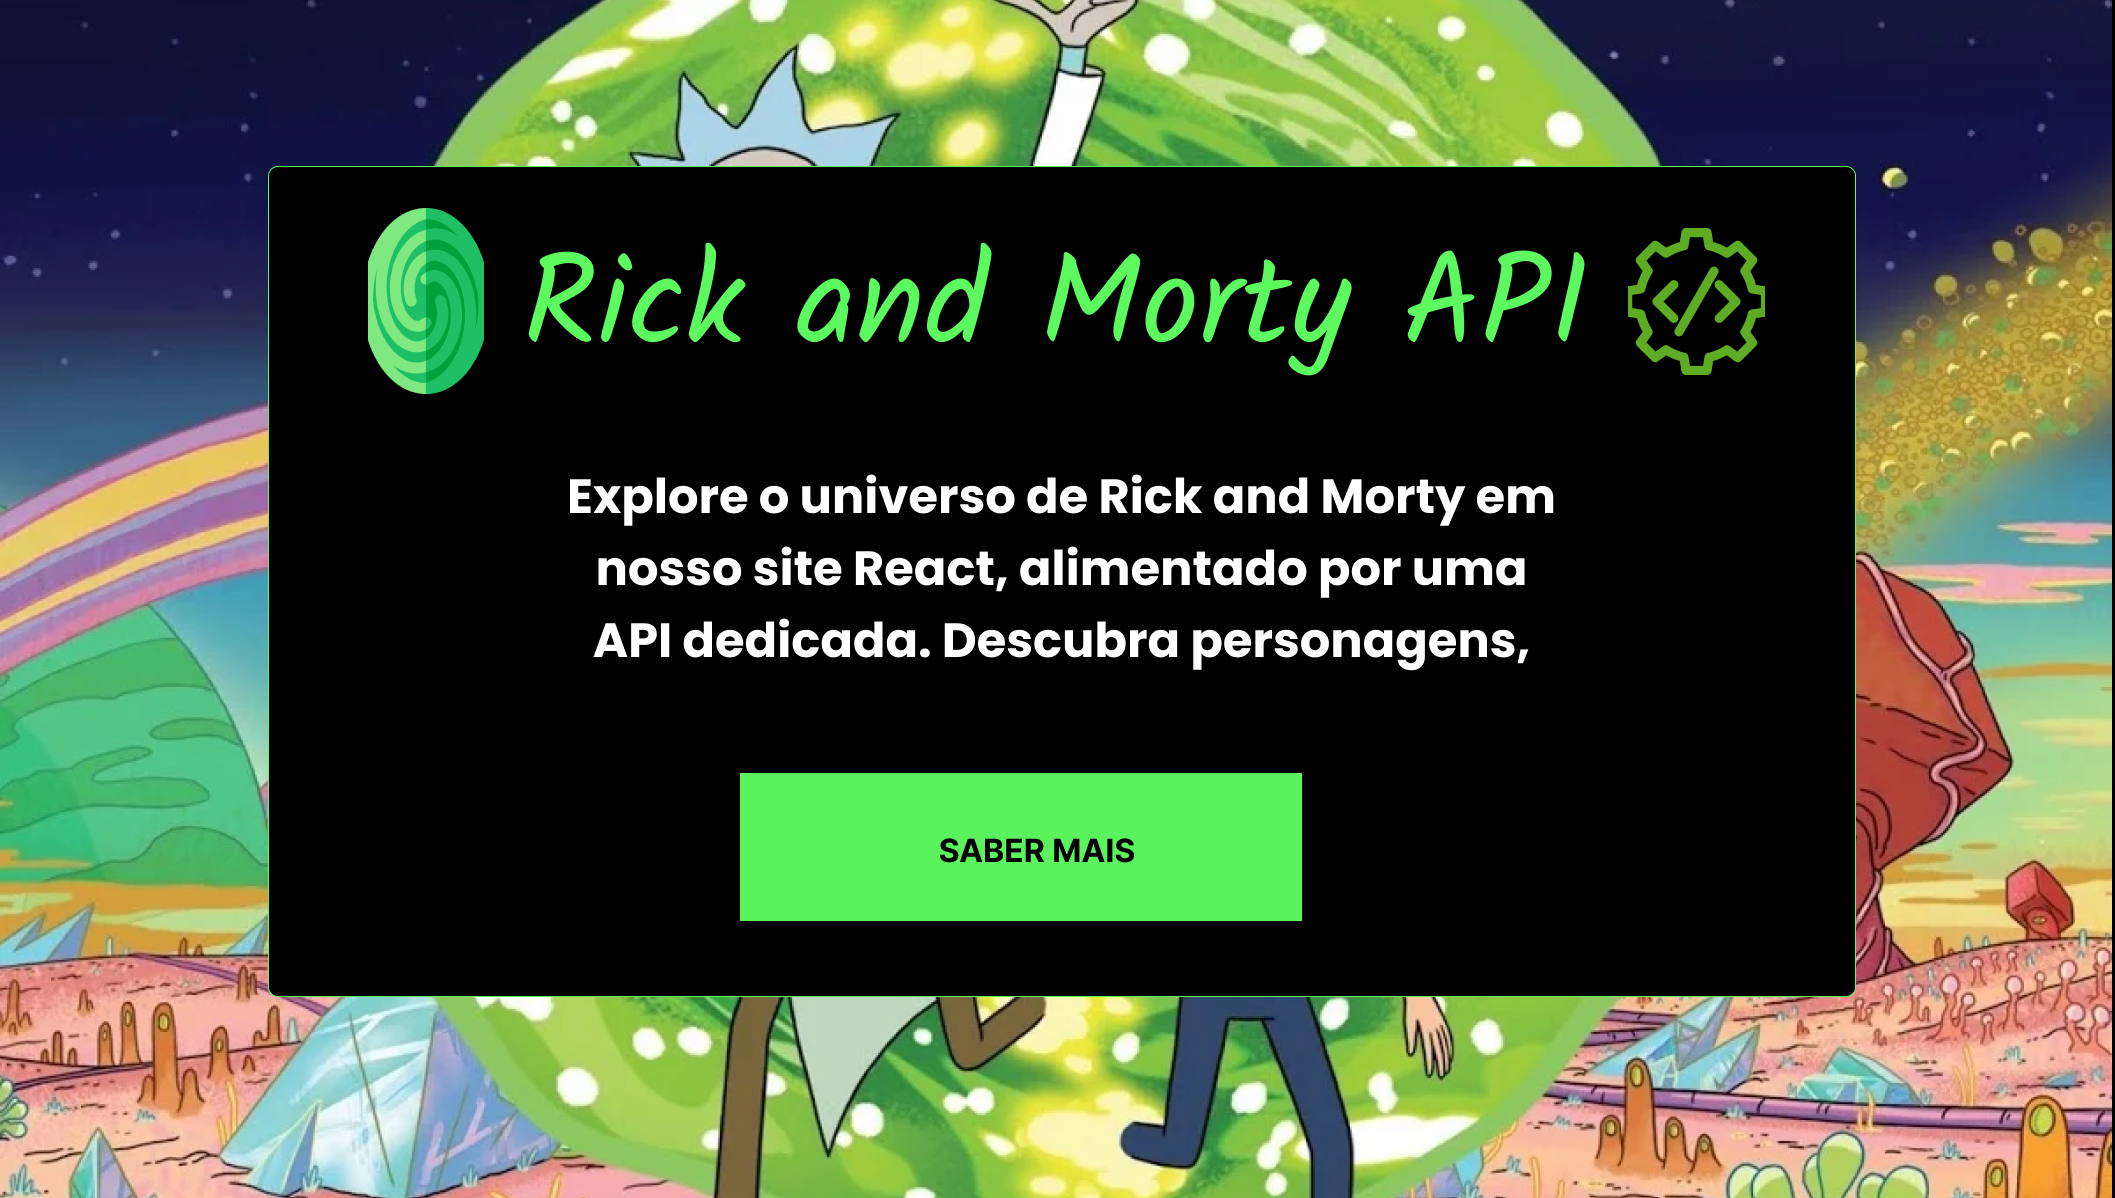 Rick and Morty API
</>
Explore o universo de Rick and Morty em
nosso site React, alimentado por uma
API dedicada. Descubra personagens,
SABER MAIS